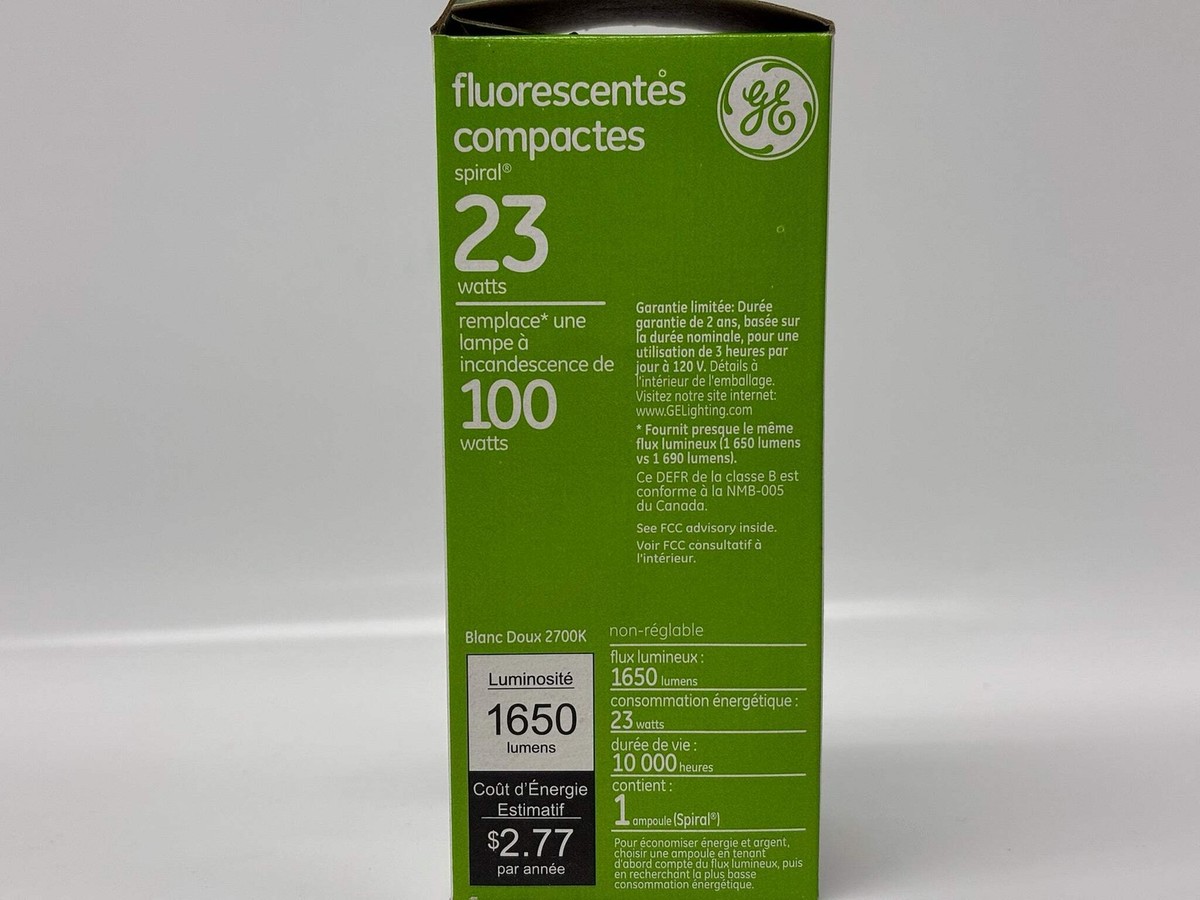 fluorescentes
compactes
spiral®
GE
23
watts
remplace* une
lampe à
incandescence de
100
watts
Garantie limitée: Durée
garantie de 2 ans, basée sur
la durée nominale, pour une
utilisation de 3 heures par
jour à 120 V. Détails à
l'intérieur de l'emballage.
Visitez notre site internet:
www.GELighting.com
* Fournit presque le même
flux lumineux (1 650 lumens
vs 1 690 lumens).
Ce DEFR de la classe B est
conforme à la NMB-005
du Canada.
See FCC advisory inside.
Voir FCC consultatif à
l'intérieur.
Blanc Doux 2700K
Luminosité
1650
lumens
Coût d'Énergie
Estimatif
$2.77
par année
non-réglable
flux lumineux :
1650 lumens
consommation énergétique :
23 watts
durée de vie :
10 000 heures
contient :
1 ampoule (Spiral®)
Pour économiser énergie et argent,
choisir une ampoule en tenant
d'abord compte du flux lumineux, puis
en recherchant la plus basse
consommation énergétique.